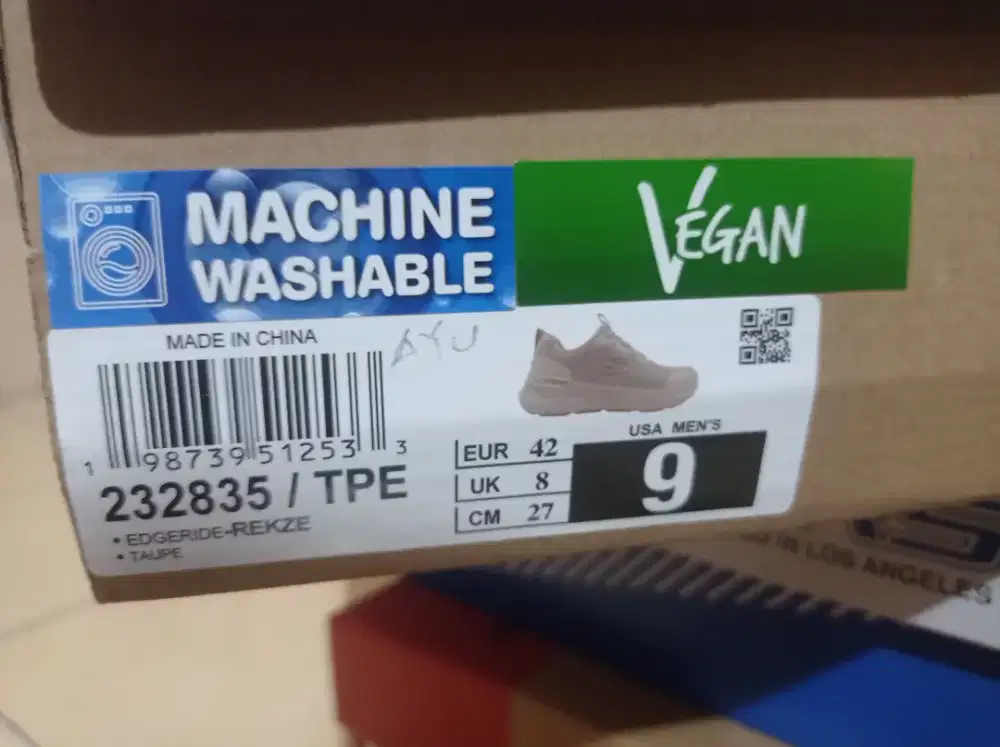 MACHINE
WASHABLE
VEGAN
MADE IN CHINA
AYU
1 98739 51253 3
232835 / TPE
• EDGERIDE-REKZE
• TAUPE
EUR 42
UK 8
CM 27
USA MEN'S
9
IN LOS ANGELES